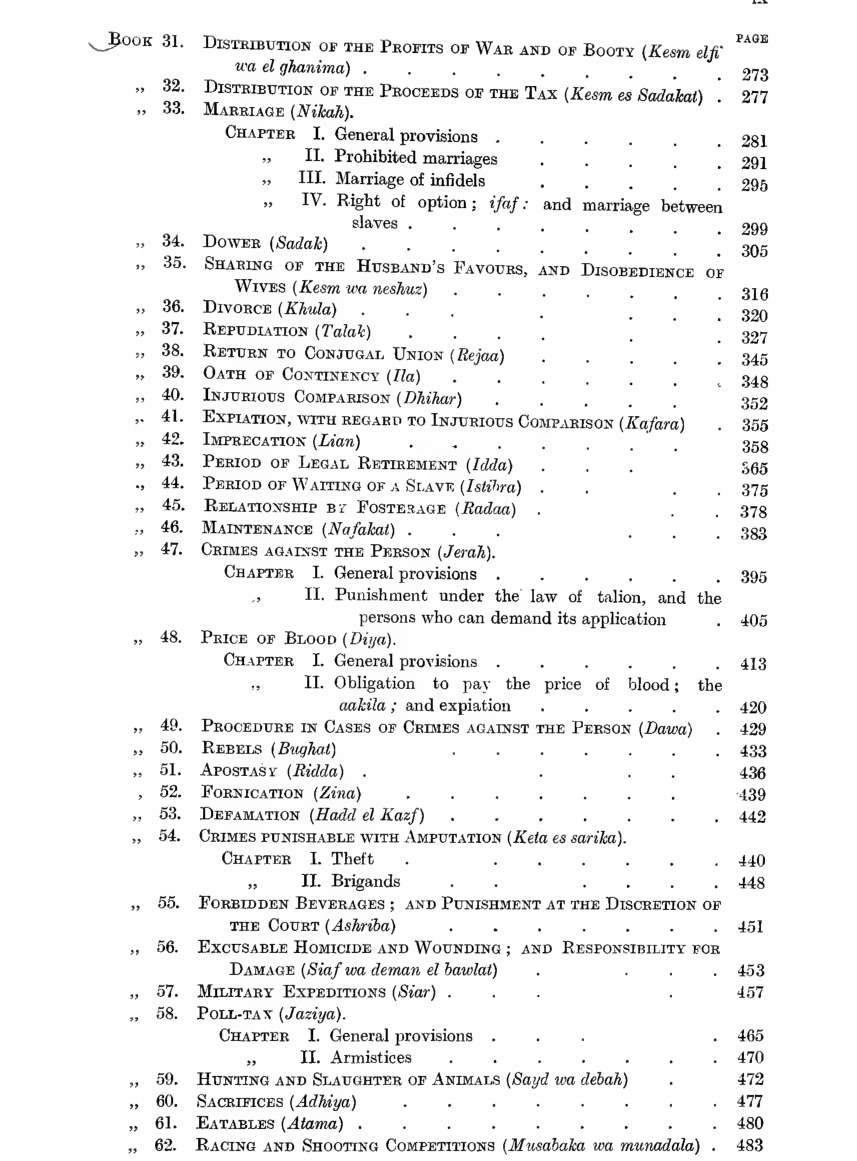 ix
PAGE
BOOK 31. DISTRIBUTION OF THE PROFITS OF WAR AND OF BOOTY (Kesm elfi
wa el ghanima) . . . . . . . . . 273
„ 32. DISTRIBUTION OF THE PROCEEDS OF THE TAX (Kesm es Sadakat) . 277
„ 33. MARRIAGE (Nikah).
CHAPTER I. General provisions . . . . . . 281
„ II. Prohibited marriages . . . . . 291
„ III. Marriage of infidels . . . . . 295
„ IV. Right of option ; ifaf : and marriage between
slaves . . . . . . . . 299
„ 34. DOWER (Sadak) . . . . . . . . . 305
„ 35. SHARING OF THE HUSBAND'S FAVOURS, AND DISOBEDIENCE OF
WIVES (Kesm wa neshuz) . . . . . . . 316
„ 36. DIVORCE (Khula) . . . . . . . 320
„ 37. REPUDIATION (Talak) . . . . . . 327
„ 38. RETURN TO CONJUGAL UNION (Rejaa) . . . . . 345
„ 39. OATH OF CONTINENCY (Ila) . . . . . . . 348
„ 40. INJURIOUS COMPARISON (Dhihar) . . . . . 352
„ 41. EXPIATION, WITH REGARD TO INJURIOUS COMPARISON (Kafara) . 355
„ 42. IMPRECATION (Lian) . . . . . . . 358
„ 43. PERIOD OF LEGAL RETIREMENT (Idda) . . . 365
„ 44. PERIOD OF WAITING OF A SLAVE (Istibra) . . . . 375
„ 45. RELATIONSHIP BY FOSTERAGE (Radaa) . . . 378
„ 46. MAINTENANCE (Nafakat) . . . . . . 383
„ 47. CRIMES AGAINST THE PERSON (Jerah).
CHAPTER I. General provisions . . . . . . 395
„ II. Punishment under the law of talion, and the
persons who can demand its application . 405
„ 48. PRICE OF BLOOD (Diya).
CHAPTER I. General provisions . . . . . . 413
„ II. Obligation to pay the price of blood ; the
aakila ; and expiation . . . . . 420
„ 49. PROCEDURE IN CASES OF CRIMES AGAINST THE PERSON (Dawa) . 429
„ 50. REBELS (Bughat) . . . . . . . 433
„ 51. APOSTASY (Ridda) . . . . 436
„ 52. FORNICATION (Zina) . . . . . . . 439
„ 53. DEFAMATION (Hadd el Kazf) . . . . . . . 442
„ 54. CRIMES PUNISHABLE WITH AMPUTATION (Keta es sarika).
CHAPTER I. Theft . . . . . . . 440
„ II. Brigands . . . . . . 448
„ 55. FORBIDDEN BEVERAGES ; AND PUNISHMENT AT THE DISCRETION OF
THE COURT (Ashriba) . . . . . . . 451
„ 56. EXCUSABLE HOMICIDE AND WOUNDING ; AND RESPONSIBILITY FOR
DAMAGE (Siaf wa deman el bawlat) . . . . 453
„ 57. MILITARY EXPEDITIONS (Siar) . . . . . 457
„ 58. POLL-TAX (Jaziya).
CHAPTER I. General provisions . . . . 465
„ II. Armistices . . . . . . . 470
„ 59. HUNTING AND SLAUGHTER OF ANIMALS (Sayd wa debah) . 472
„ 60. SACRIFICES (Adhiya) . . . . . . . . 477
„ 61. EATABLES (Atama) . . . . . . . . . 480
„ 62. RACING AND SHOOTING COMPETITIONS (Musabaka wa munadala) . 483